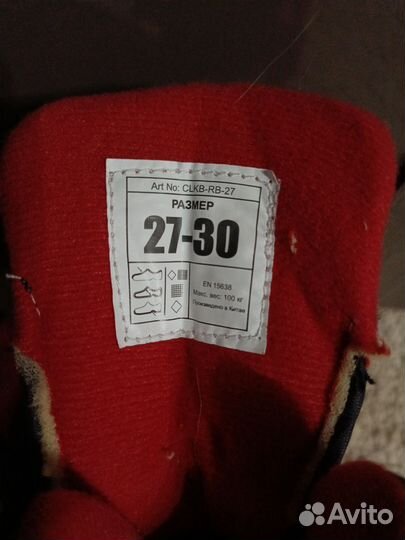 Art No: CLKB-RB-27
РАЗМЕР
27-30
EN 15638
Макс. вес: 100 кг
Произведено в Китае
Avito